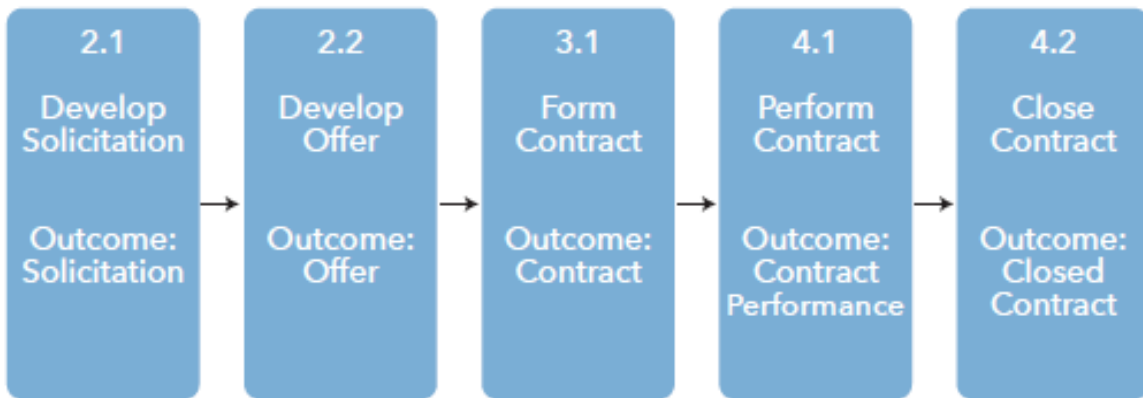 2.1
Develop
Solicitation
Outcome:
Solicitation
2.2
Develop
Offer
Outcome:
Offer
3.1
Form
Contract
Outcome:
Contract
4.1
Perform
Contract
Outcome:
Contract
Performance
4.2
Close
Contract
Outcome:
Closed
Contract